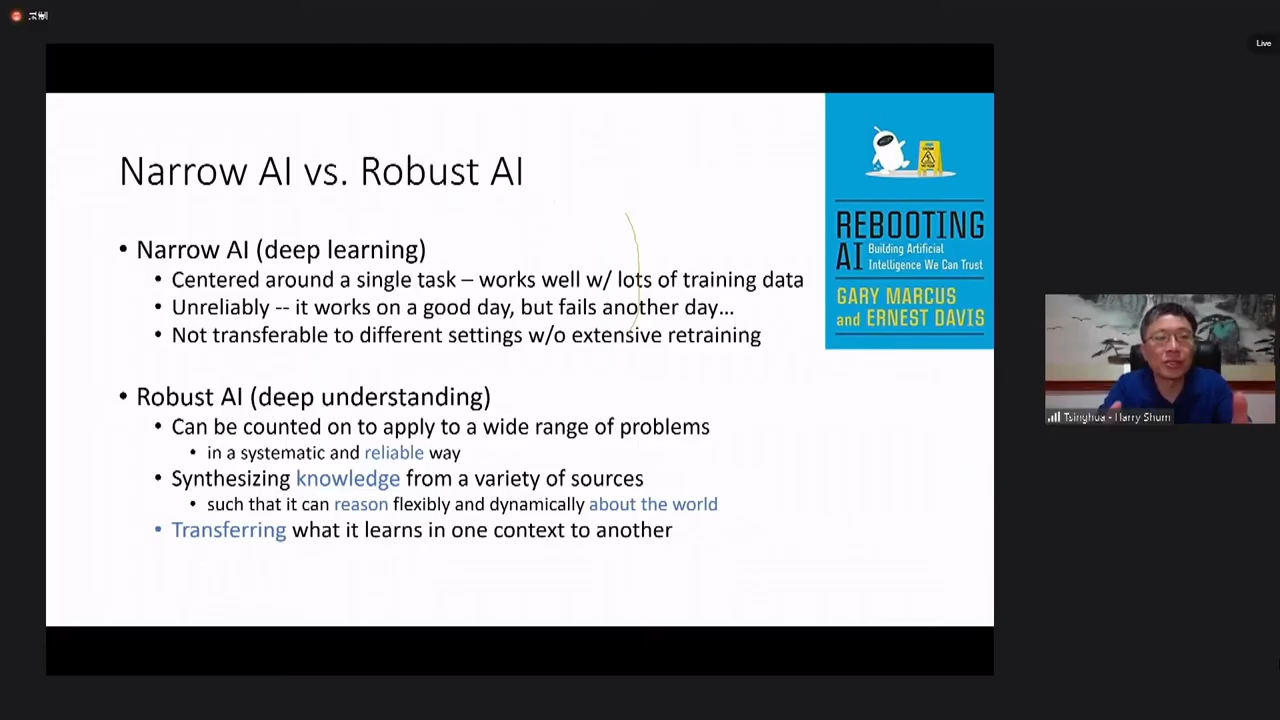 Live
Narrow AI vs. Robust AI
• Narrow AI (deep learning)
• Centered around a single task – works well w/ lots of training data
• Unreliably -- it works on a good day, but fails another day...
• Not transferable to different settings w/o extensive retraining
• Robust AI (deep understanding)
• Can be counted on to apply to a wide range of problems
• in a systematic and reliable way
• Synthesizing knowledge from a variety of sources
• such that it can reason flexibly and dynamically about the world
• Transferring what it learns in one context to another
REBOOTING
AI
Building Artificial
Intelligence We Can Trust
GARY MARCUS
and ERNEST DAVIS
Tsinghua - Harry Shum